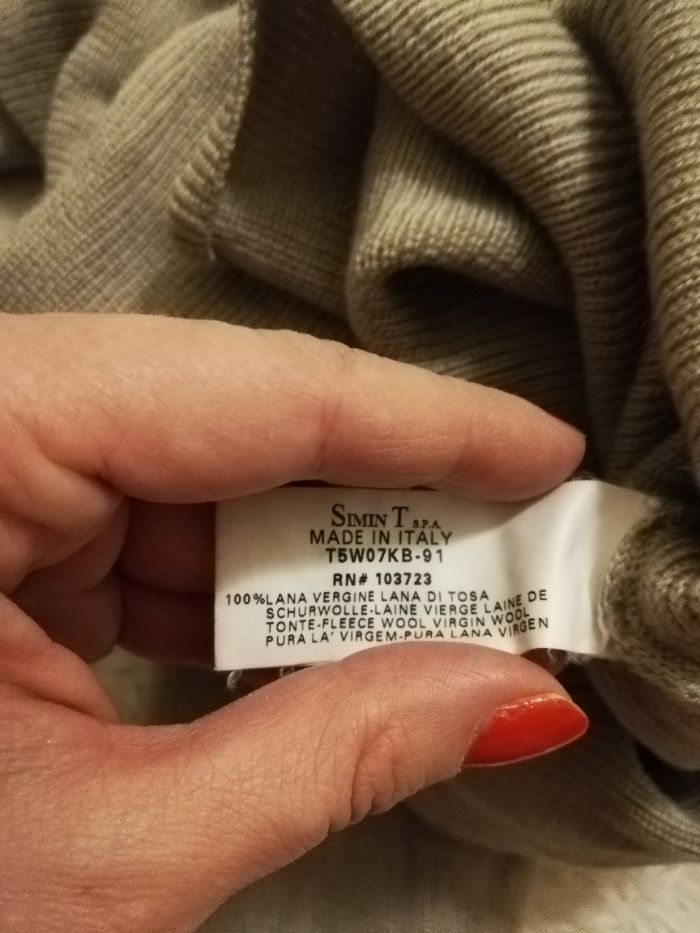 SIMIN T S.P.A.
MADE IN ITALY
T5W07KB-91
RN# 103723
100%LANA VERGINE LANA DI TOSA
SCHURWOLLE-LAINE VIERGE LAINE DE
TONTE-FLEECE WOOL VIRGIN WOOL
PURA LA' VIRGEM-PURA LANA VIRGEN